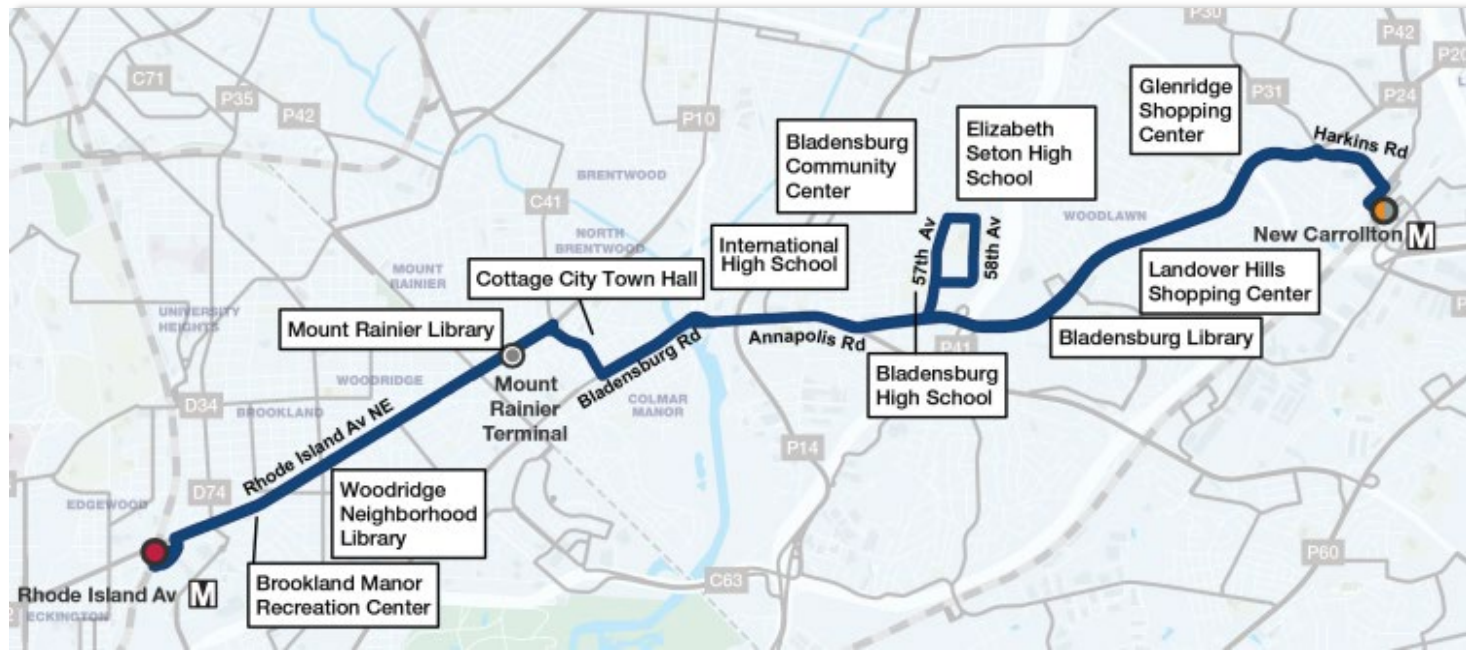 P30
P42
P20
C71
P35
P42
P10
P31
P24
Glenridge
Shopping
Center
Harkins Rd
Bladensburg
Community
Center
Elizabeth
Seton High
School
BRENTWOOD
C41
NORTH
BRENTWOOD
WOODLAWN
57th Av
58th Av
New Carrollton M
International
High School
MOUNT
RAINIER
Cottage City Town Hall
Landover Hills
Shopping Center
UNIVERSITY
HEIGHTS
Mount Rainier Library
Bladensburg Rd
Annapolis Rd
P41
Bladensburg Library
WOODRIDGE
Mount
Rainier
Terminal
Bladensburg
High School
D34
BROOKLAND
COLMAR
MANOR
Rhode Island Av NE
P14
D74
EDGEWOOD
Woodridge
Neighborhood
Library
P60
Rhode Island Av M
Brookland Manor
Recreation Center
C63
ECKINGTON